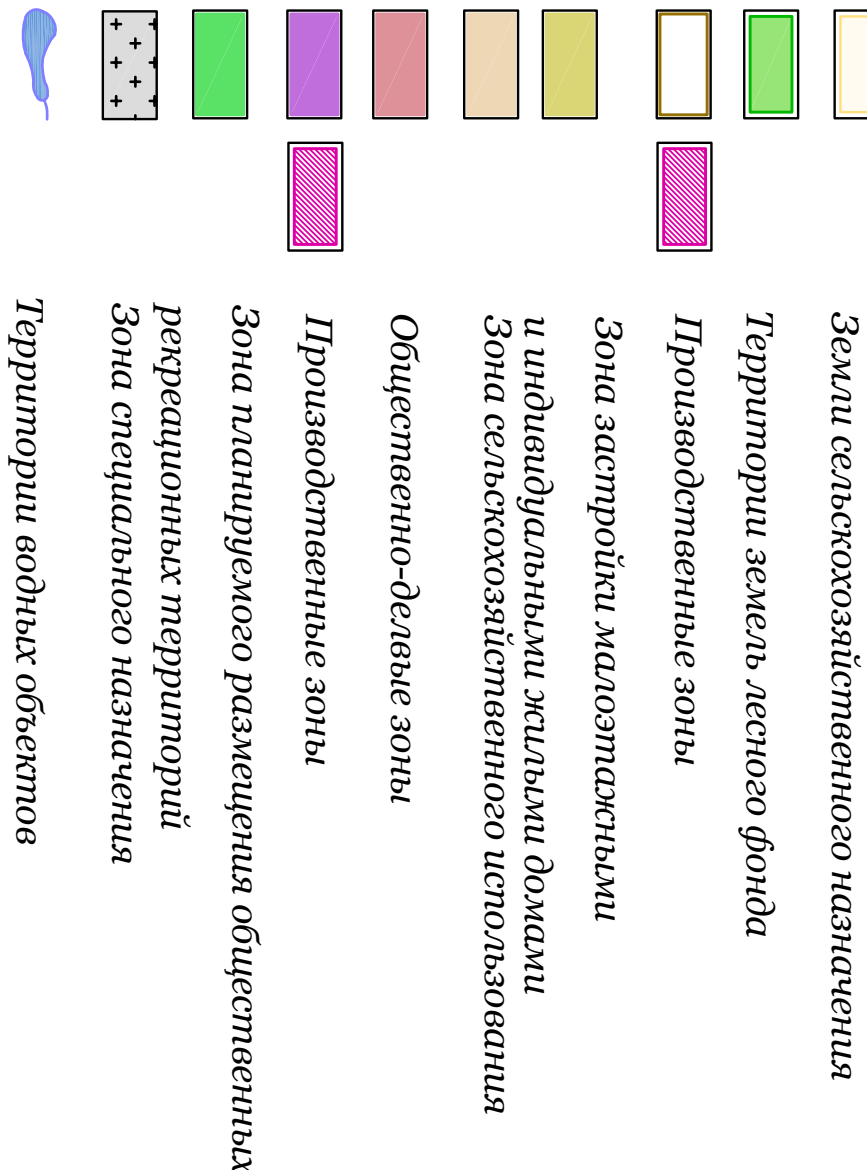 Земли сельскохозяйственного назначения
Территории земель лесного фонда
Производственные зоны
Зона застройки малоэтажными
и индивидуальными жилыми домами
Зона сельскохозяйственного использования
Общественно-делвые зоны
Производственные зоны
Зона планируемого размещения общественных
рекреационных территорий
Зона специального назначения
Территории водных объектов